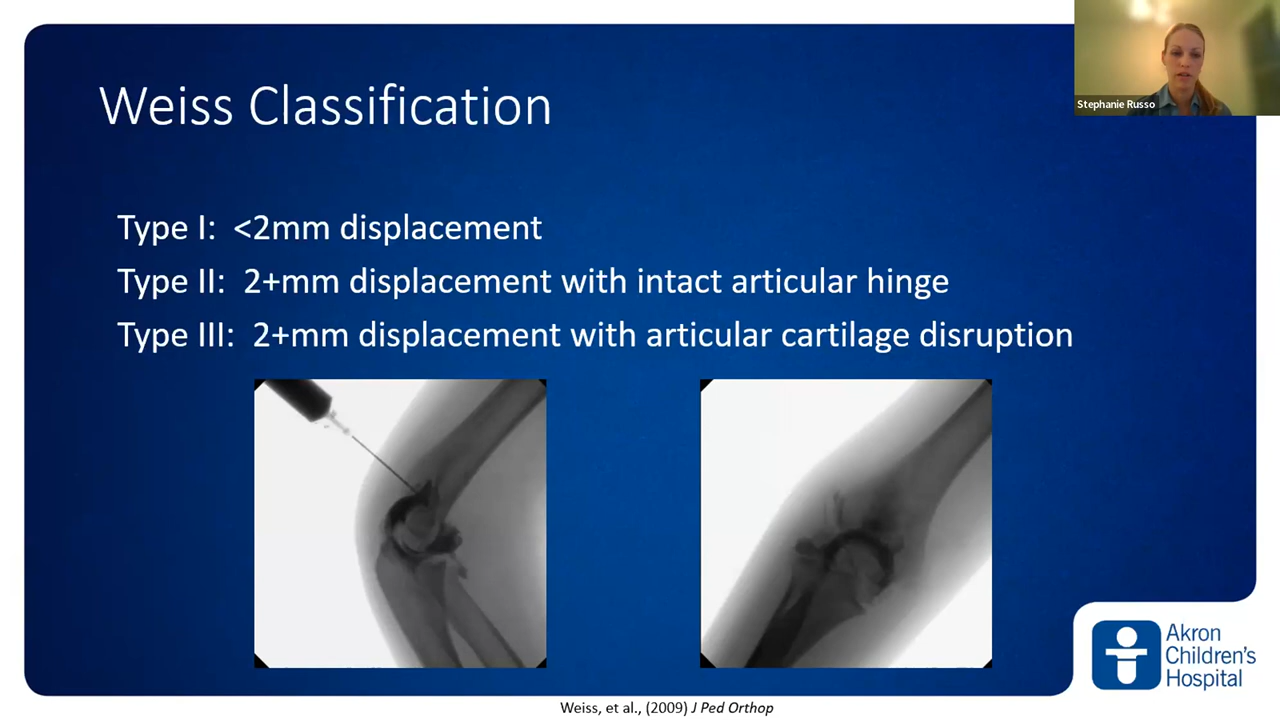 Stephanie Russo
Weiss Classification
Type I:  <2mm displacement
Type II:  2+mm displacement with intact articular hinge
Type III:  2+mm displacement with articular cartilage disruption
Akron
Children's
Hospital
Weiss, et al., (2009) J Ped Orthop